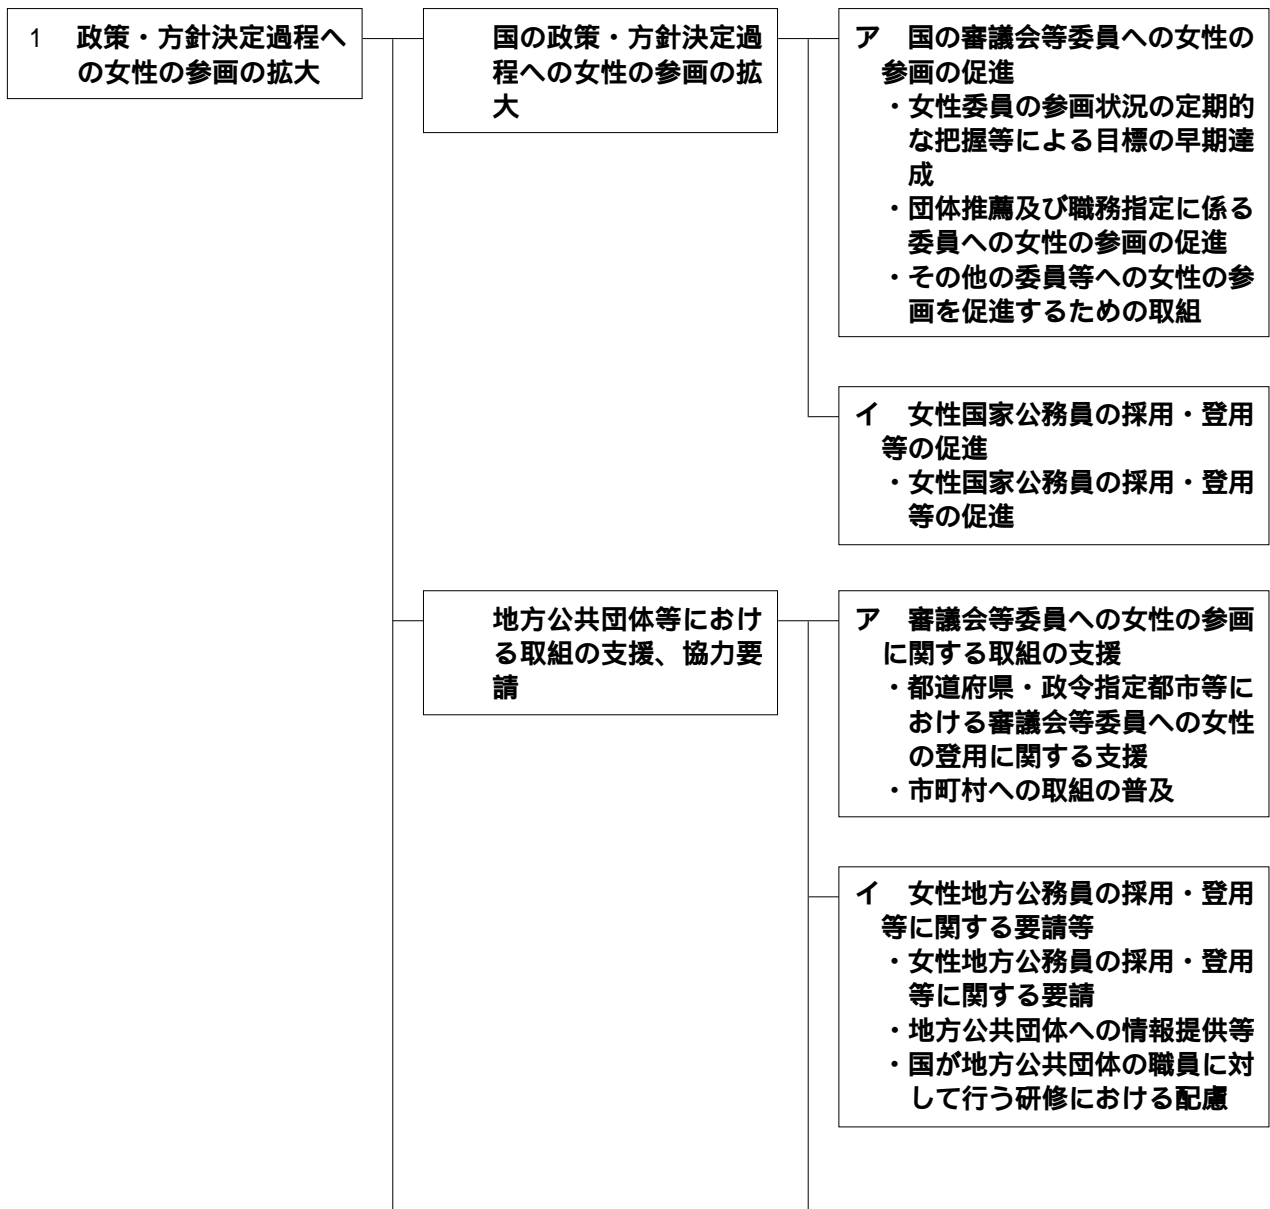 1 政策・方針決定過程へ
の女性の参画の拡大
国の政策・方針決定過
程への女性の参画の拡
大
ア 国の審議会等委員への女性の
参画の促進
・女性委員の参画状況の定期的
な把握等による目標の早期達
成
・団体推薦及び職務指定に係る
委員への女性の参画の促進
・その他の委員等への女性の参
画を促進するための取組
イ 女性国家公務員の採用・登用
等の促進
・女性国家公務員の採用・登用
等の促進
地方公共団体等におけ
る取組の支援、協力要
請
ア 審議会等委員への女性の参画
に関する取組の支援
・都道府県・政令指定都市等に
おける審議会等委員への女性
の登用に関する支援
・市町村への取組の普及
イ 女性地方公務員の採用・登用
等に関する要請等
・女性地方公務員の採用・登用
等に関する要請
・地方公共団体への情報提供等
・国が地方公共団体の職員に対
して行う研修における配慮